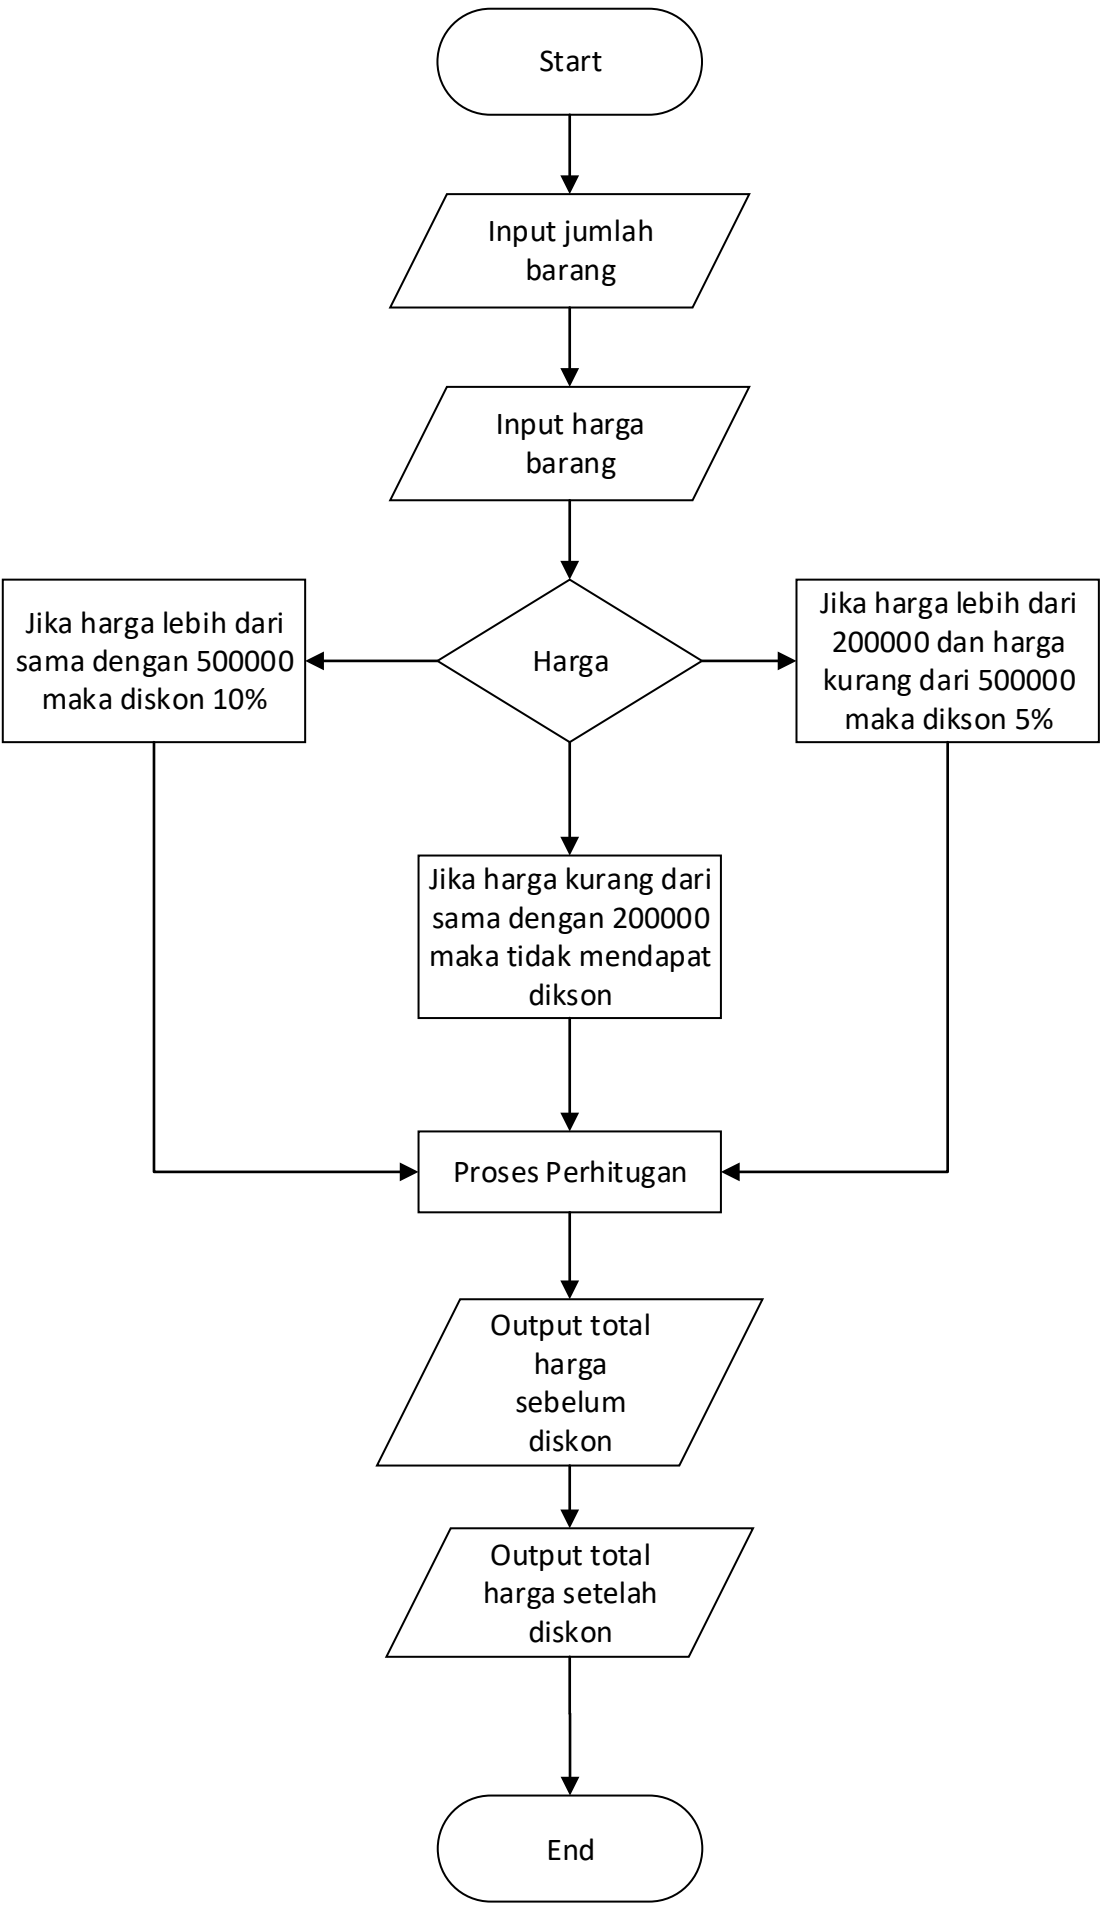 Start
Input jumlah
barang
Input harga
barang
Jika harga lebih dari
sama dengan 500000
maka diskon 10%
Harga
Jika harga lebih dari
200000 dan harga
kurang dari 500000
maka dikson 5%
Jika harga kurang dari
sama dengan 200000
maka tidak mendapat
dikson
Proses Perhitugan
Output total
harga
sebelum
diskon
Output total
harga setelah
diskon
End